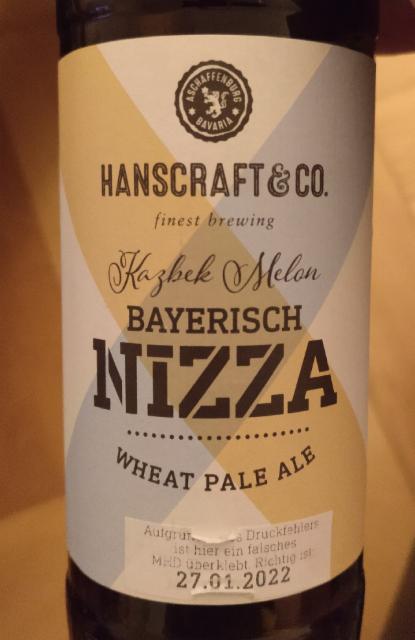 ASCHAFFENBURG
BAVARIA
HANSCRAFT & CO.
finest brewing
Kazbek Melon
BAYERISCH
NIZZA
WHEAT PALE ALE
Druckfehlers
ist hier ein falsches
MHD überklebt. Richtig ist:
27.01.2022